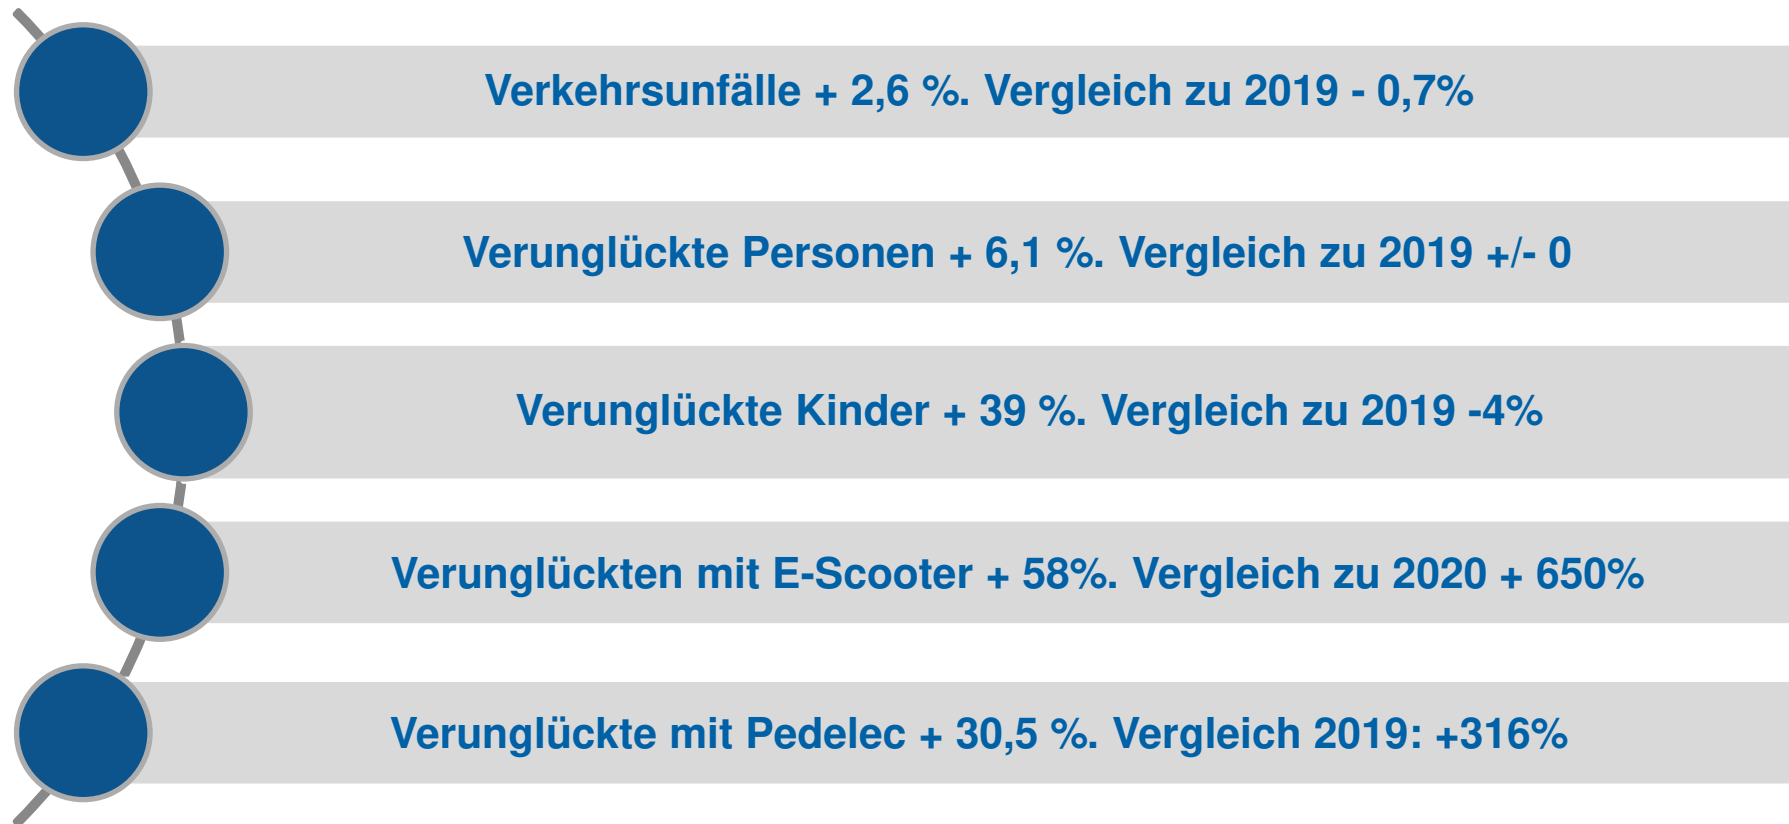 Verkehrsunfälle + 2,6 %. Vergleich zu 2019 - 0,7%
Verunglückte Personen + 6,1 %. Vergleich zu 2019 +/- 0
Verunglückte Kinder + 39 %. Vergleich zu 2019 -4%
Verunglückten mit E-Scooter + 58%. Vergleich zu 2020 + 650%
Verunglückte mit Pedelec + 30,5 %. Vergleich 2019: +316%